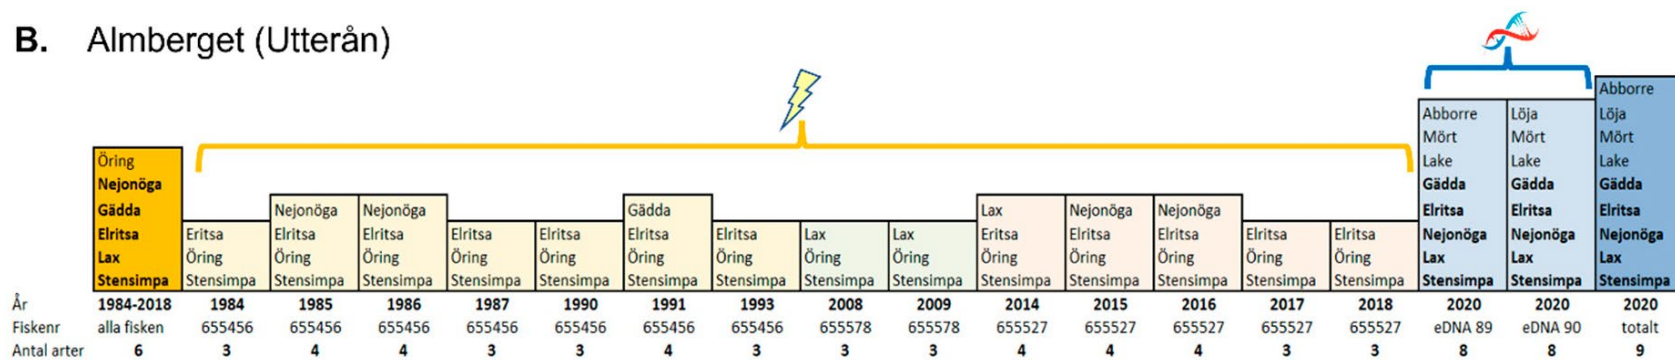 B. Almberget (Utterån)
Abborre
Abborre Löja Löja
Mört Mört Mört
Öring Lake Lake Lake
Nejonöga Gädda Gädda Gädda
Gädda Nejonöga Nejonöga Gädda Lax Nejonöga Nejonöga Elritsa Elritsa Elritsa
Elritsa Elritsa Elritsa Elritsa Elritsa Elritsa Elritsa Elritsa Lax Lax Eritsa Elritsa Elritsa Elritsa Elritsa Nejonöga Nejonöga Nejonöga
Lax Öring Öring Öring Öring Öring Öring Öring Öring Öring Öring Öring Öring Öring Öring Lax Lax Lax
Stensimpa Stensimpa Stensimpa Stensimpa Stensimpa Stensimpa Stensimpa Stensimpa Stensimpa Stensimpa Stensimpa Stensimpa Stensimpa Stensimpa Stensimpa Stensimpa Stensimpa Stensimpa
År 1984-2018 1984 1985 1986 1987 1990 1991 1993 2008 2009 2014 2015 2016 2017 2018 2020 2020 2020
Fiskenr alla fisken 655456 655456 655456 655456 655456 655456 655456 655578 655578 655527 655527 655527 655527 655527 eDNA 89 eDNA 90 totalt
Antal arter 6 3 4 4 3 3 4 3 3 3 4 4 4 3 3 8 8 9